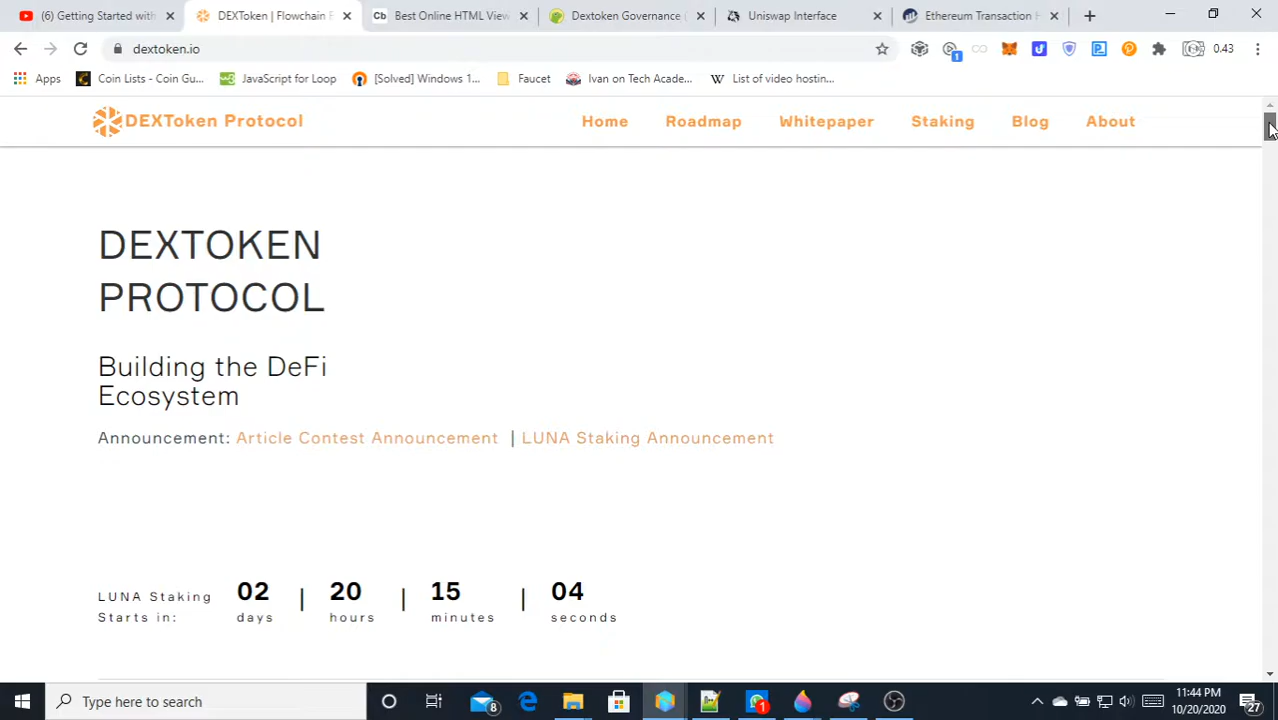 (6) Getting Started with
DEXToken | Flowchain
Best Online HTML View
Dextoken Governance (
Uniswap Interface
Ethereum Transaction H
dextoken.io
1
0.43
Apps
Coin Lists - Coin Gu...
JavaScript for Loop
[Solved] Windows 1...
Faucet
Ivan on Tech Acade...
List of video hostin...
DEXToken Protocol
Home
Roadmap
Whitepaper
Staking
Blog
About
DEXTOKEN
PROTOCOL
Building the DeFi
Ecosystem
Announcement: Article Contest Announcement | LUNA Staking Announcement
LUNA Staking
Starts in:
02 | 20 | 15 | 04
days hours minutes seconds
Type here to search
8
1
11:44 PM
10/20/2020
27